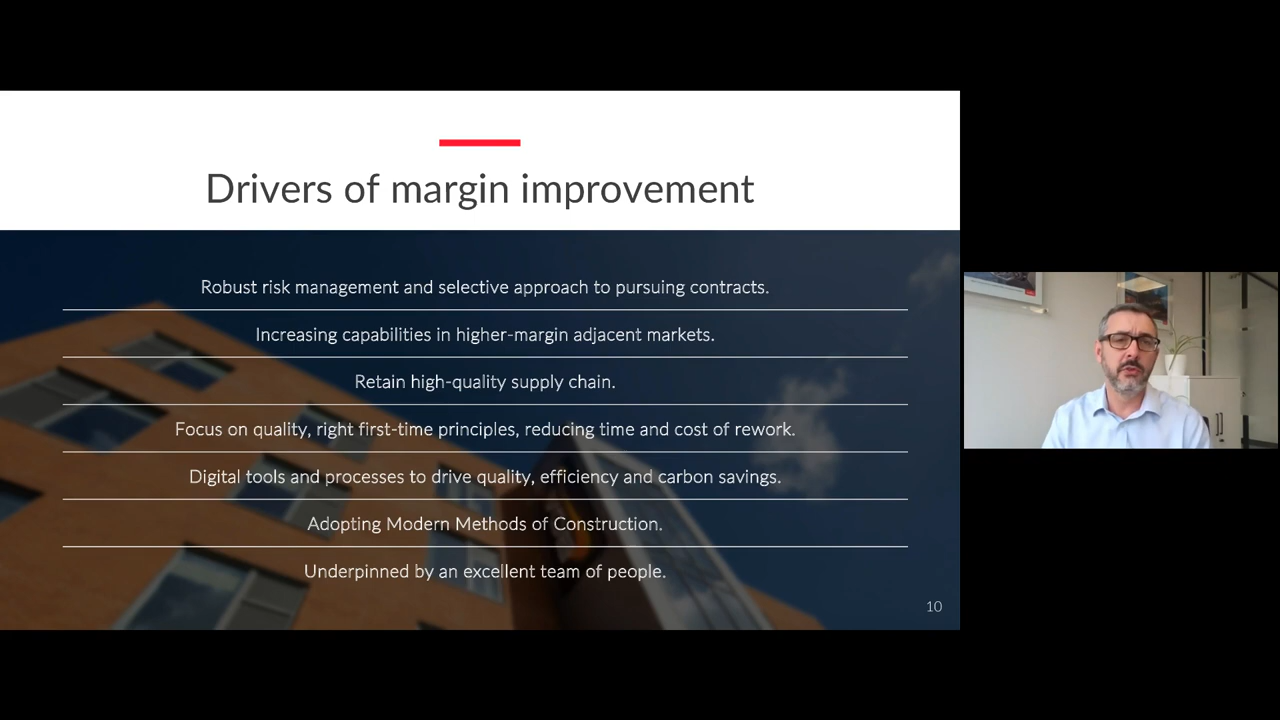 Drivers of margin improvement
Robust risk management and selective approach to pursuing contracts.
Increasing capabilities in higher-margin adjacent markets.
Retain high-quality supply chain.
Focus on quality, right first-time principles, reducing time and cost of rework.
Digital tools and processes to drive quality, efficiency and carbon savings.
Adopting Modern Methods of Construction.
Underpinned by an excellent team of people.
10